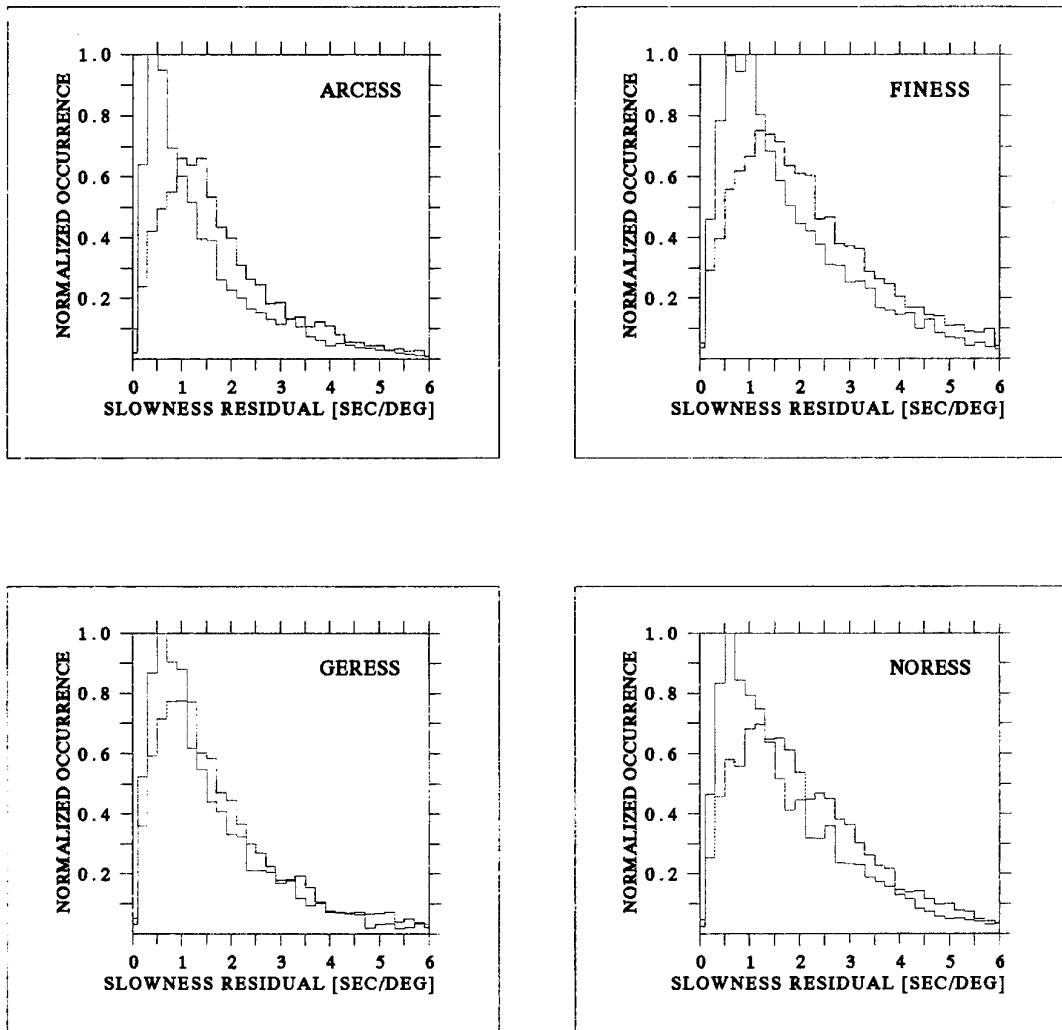 ARCESS
NORMALIZED OCCURRENCE
1.0
0.8
0.6
0.4
0.2
0 1 2 3 4 5 6
SLOWNESS RESIDUAL [SEC/DEG]
FINESS
NORMALIZED OCCURRENCE
1.0
0.8
0.6
0.4
0.2
0 1 2 3 4 5 6
SLOWNESS RESIDUAL [SEC/DEG]
GERESS
NORMALIZED OCCURRENCE
1.0
0.8
0.6
0.4
0.2
0 1 2 3 4 5 6
SLOWNESS RESIDUAL [SEC/DEG]
NORESS
NORMALIZED OCCURRENCE
1.0
0.8
0.6
0.4
0.2
0 1 2 3 4 5 6
SLOWNESS RESIDUAL [SEC/DEG]